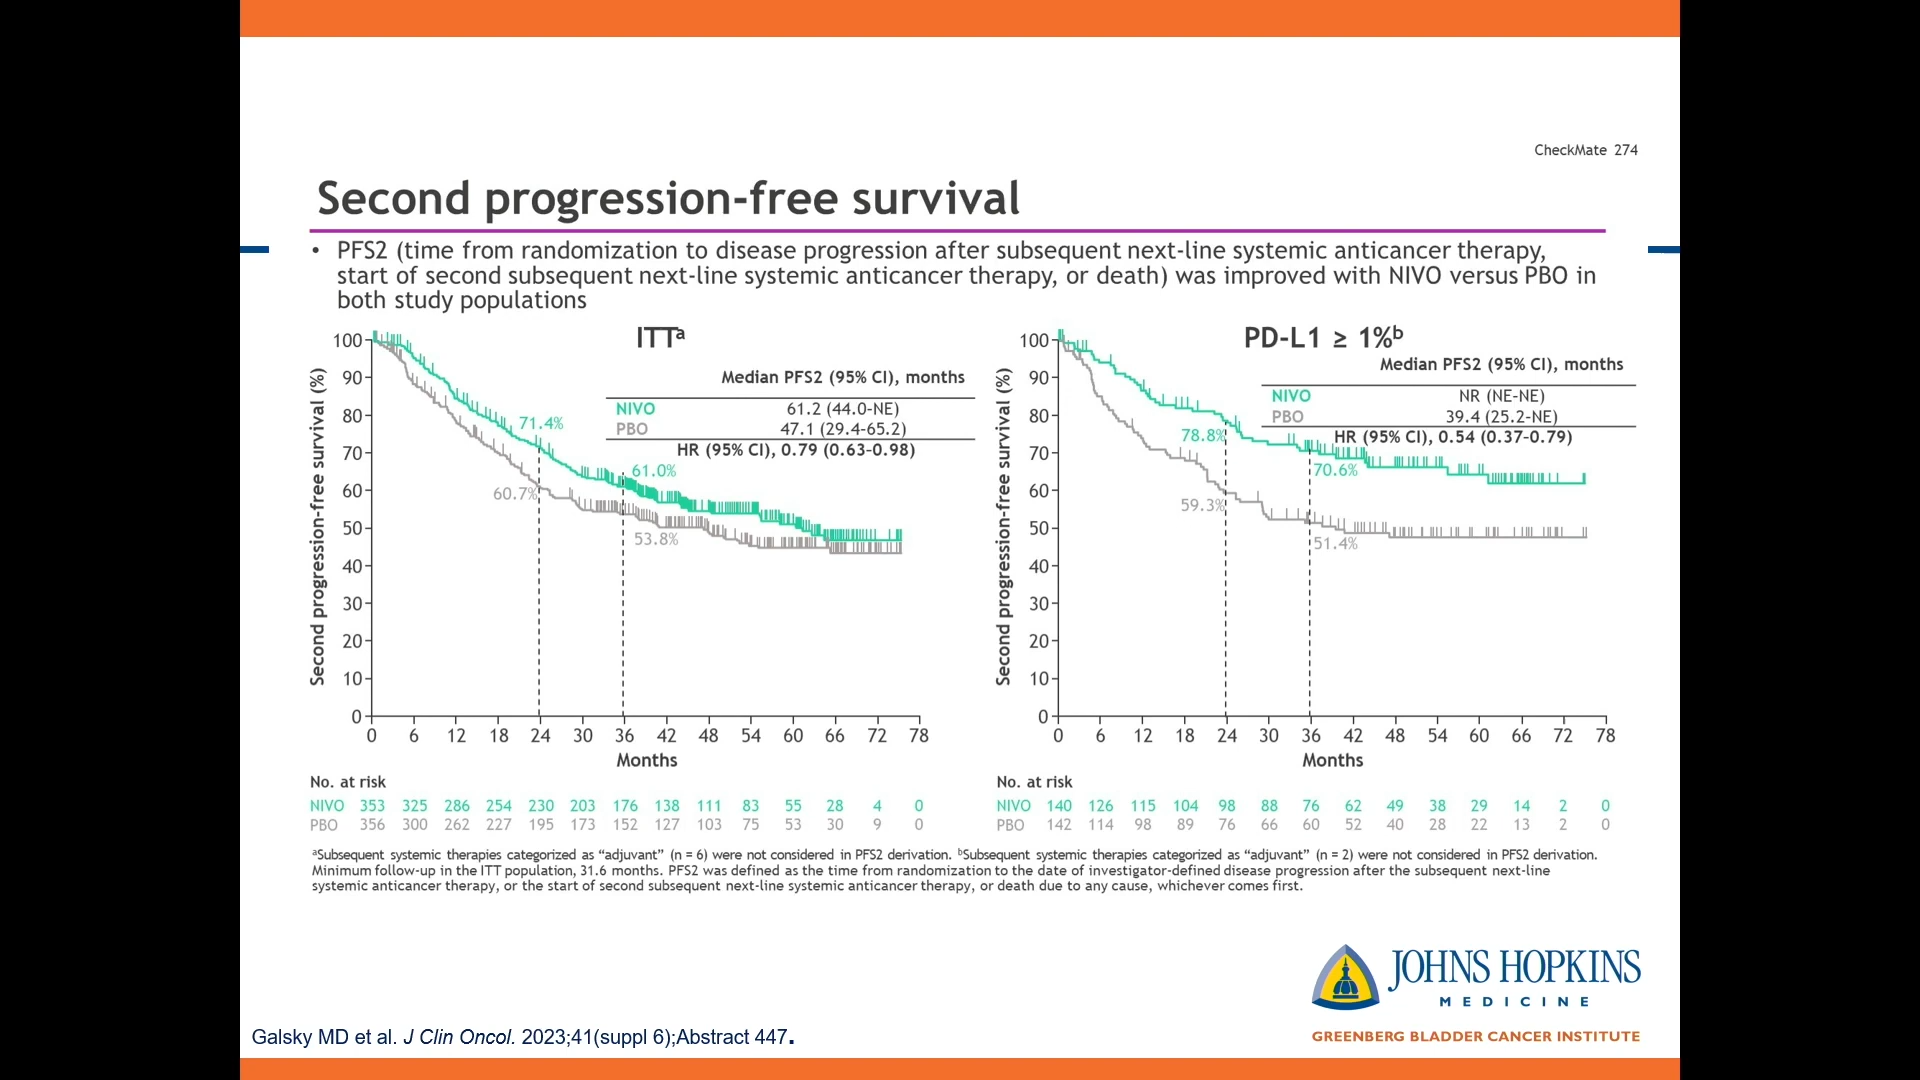 CheckMate 274
Second progression-free survival
• PFS2 (time from randomization to disease progression after subsequent next-line systemic anticancer therapy,
start of second subsequent next-line systemic anticancer therapy, or death) was improved with NIVO versus PBO in
both study populations
ITTᵃ
Median PFS2 (95% CI), months
NIVO 61.2 (44.0-NE)
PBO 47.1 (29.4-65.2)
HR (95% CI), 0.79 (0.63-0.98)
Second progression-free survival (%)
100
90
80
70
60
50
40
30
20
10
0
71.4%
61.0%
60.7%
53.8%
0 6 12 18 24 30 36 42 48 54 60 66 72 78
Months
No. at risk
NIVO 353 325 286 254 230 203 176 138 111 83 55 28 4 0
PBO 356 300 262 227 195 173 152 127 103 75 53 30 9 0
PD-L1 ≥ 1%ᵇ
Median PFS2 (95% CI), months
NIVO NR (NE-NE)
PBO 39.4 (25.2-NE)
HR (95% CI), 0.54 (0.37-0.79)
Second progression-free survival (%)
100
90
80
70
60
50
40
30
20
10
0
78.8%
70.6%
59.3%
51.4%
0 6 12 18 24 30 36 42 48 54 60 66 72 78
Months
No. at risk
NIVO 140 126 115 104 98 88 76 62 49 38 29 14 2 0
PBO 142 114 98 89 76 66 60 52 40 28 22 13 2 0
ᵃSubsequent systemic therapies categorized as “adjuvant” (n = 6) were not considered in PFS2 derivation. ᵇSubsequent systemic therapies categorized as “adjuvant” (n = 2) were not considered in PFS2 derivation.
Minimum follow-up in the ITT population, 31.6 months. PFS2 was defined as the time from randomization to the date of investigator-defined disease progression after the subsequent next-line
systemic anticancer therapy, or the start of second subsequent next-line systemic anticancer therapy, or death due to any cause, whichever comes first.
JOHNS HOPKINS
MEDICINE
GREENBERG BLADDER CANCER INSTITUTE
Galsky MD et al. J Clin Oncol. 2023;41(suppl 6);Abstract 447.